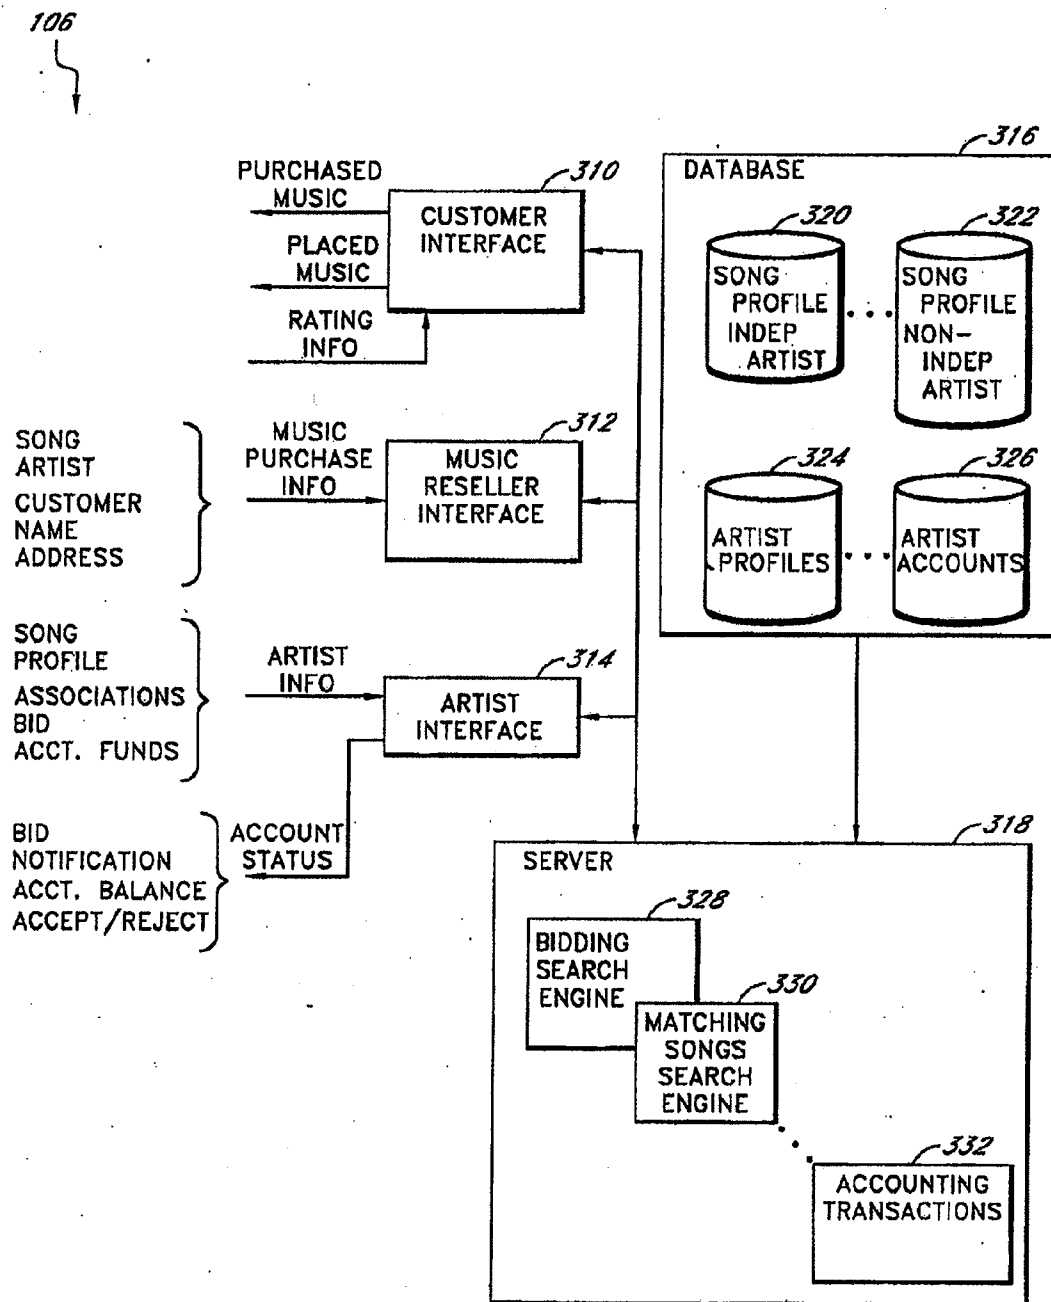 106
316
DATABASE
310
PURCHASED
MUSIC
CUSTOMER
INTERFACE
PLACED
MUSIC
RATING
INFO
320
SONG
PROFILE
INDEP
ARTIST
322
SONG
PROFILE
NON-
INDEP
ARTIST
SONG
ARTIST
CUSTOMER
NAME
ADDRESS
MUSIC
PURCHASE
INFO
312
MUSIC
RESELLER
INTERFACE
324
ARTIST
PROFILES
326
ARTIST
ACCOUNTS
SONG
PROFILE
ASSOCIATIONS
BID
ACCT. FUNDS
ARTIST
INFO
314
ARTIST
INTERFACE
BID
NOTIFICATION
ACCT. BALANCE
ACCEPT/REJECT
ACCOUNT
STATUS
318
SERVER
328
BIDDING
SEARCH
ENGINE
330
MATCHING
SONGS
SEARCH
ENGINE
332
ACCOUNTING
TRANSACTIONS